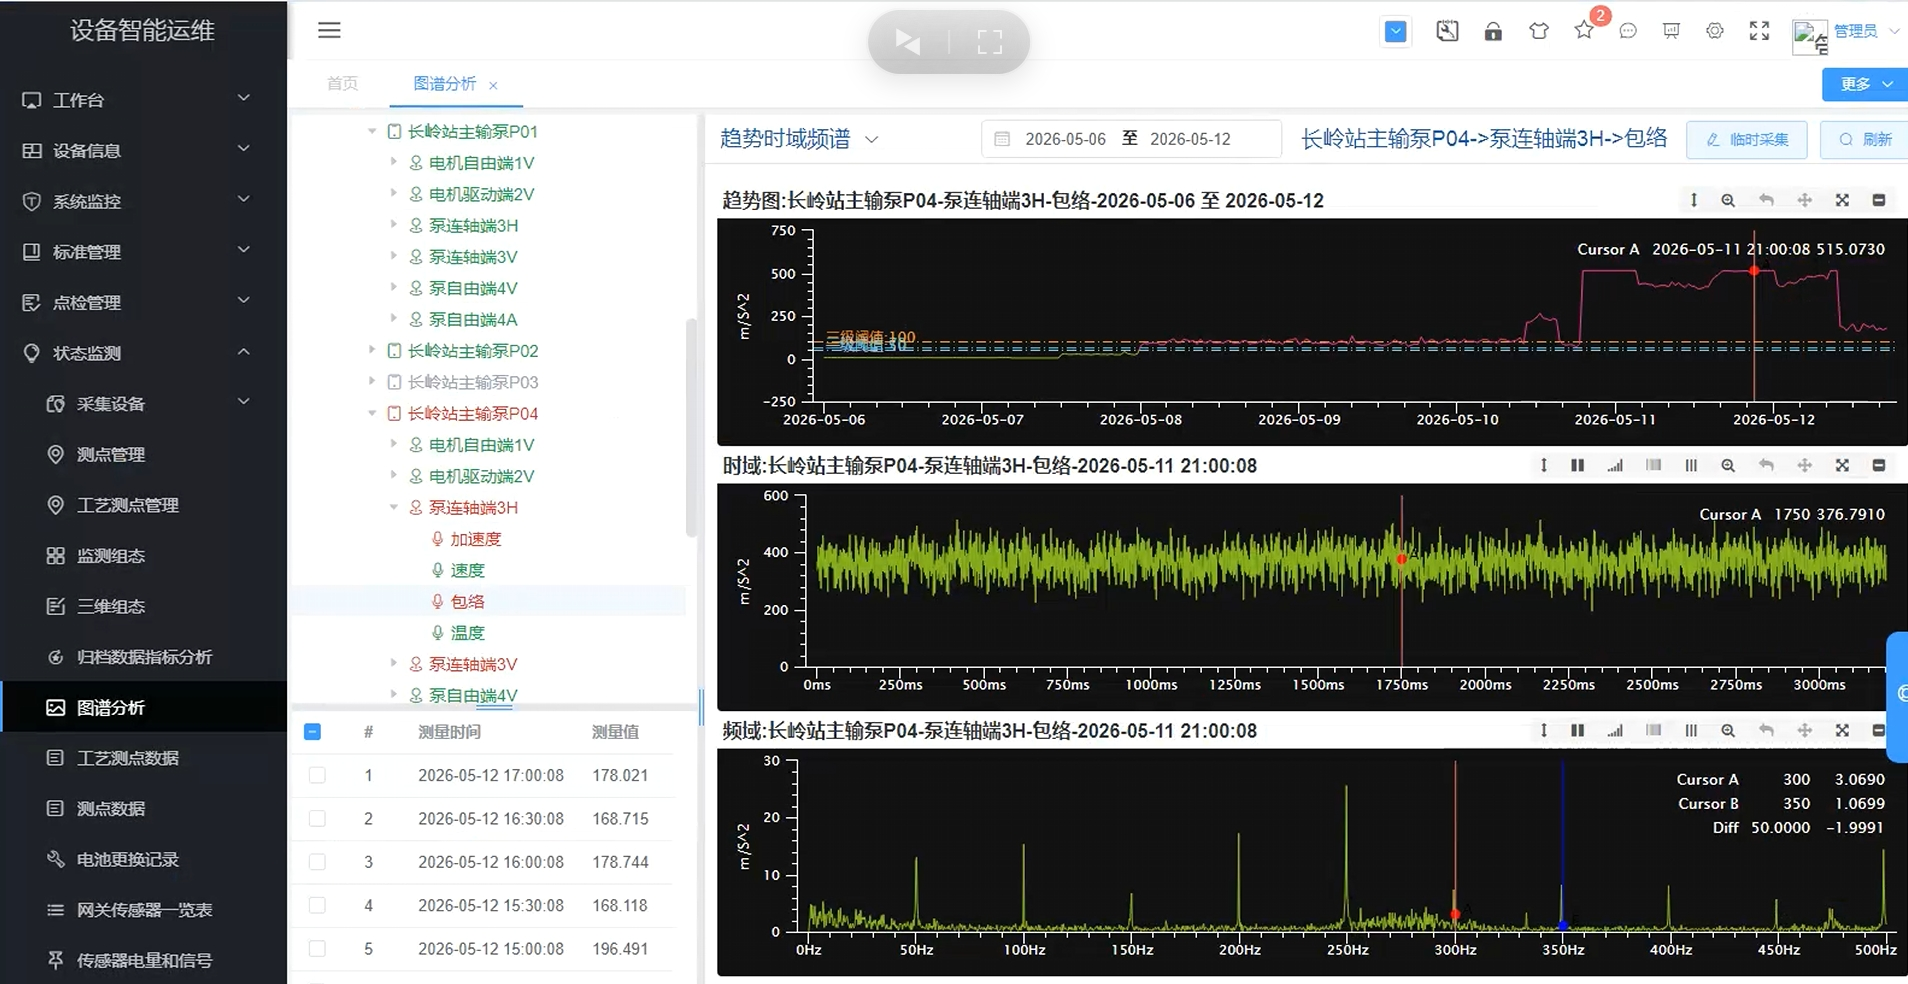 设备智能运维
工作台
设备信息
系统监控
标准管理
点检管理
状态监测
采集设备
测点管理
工艺测点管理
监测组态
三维组态
归档数据指标分析
图谱分析
工艺测点数据
测点数据
电池更换记录
网关传感器一览表
传感器电量和信号
2
管理员
首页
图谱分析 ×
更多
长岭站主输泵P01
电机自由端1V
电机驱动端2V
泵连轴端3H
泵连轴端3V
泵自由端4V
泵自由端4A
长岭站主输泵P02
长岭站主输泵P03
长岭站主输泵P04
电机自由端1V
电机驱动端2V
泵连轴端3H
加速度
速度
包络
温度
泵连轴端3V
泵自由端4V
# 测量时间 测量值
1 2026-05-12 17:00:08 178.021
2 2026-05-12 16:30:08 168.715
3 2026-05-12 16:00:08 178.744
4 2026-05-12 15:30:08 168.118
5 2026-05-12 15:00:08 196.491
趋势时域频谱
2026-05-06 至 2026-05-12
长岭站主输泵P04->泵连轴端3H->包络
临时采集
刷新
趋势图:长岭站主输泵P04-泵连轴端3H-包络-2026-05-06 至 2026-05-12
Cursor A 2026-05-11 21:00:08 515.0730
750
500
250
0
-250
m/S^2
三级阈值:100
2026-05-06 2026-05-07 2026-05-08 2026-05-09 2026-05-10 2026-05-11 2026-05-12
时域:长岭站主输泵P04-泵连轴端3H-包络-2026-05-11 21:00:08
Cursor A 1750 376.7910
600
400
200
0
m/S^2
0ms 250ms 500ms 750ms 1000ms 1250ms 1500ms 1750ms 2000ms 2250ms 2500ms 2750ms 3000ms
频域:长岭站主输泵P04-泵连轴端3H-包络-2026-05-11 21:00:08
Cursor A 300 3.0690
Cursor B 350 1.0699
Diff 50.0000 -1.9991
30
20
10
0
m/S^2
0Hz 50Hz 100Hz 150Hz 200Hz 250Hz 300Hz 350Hz 400Hz 450Hz 500Hz